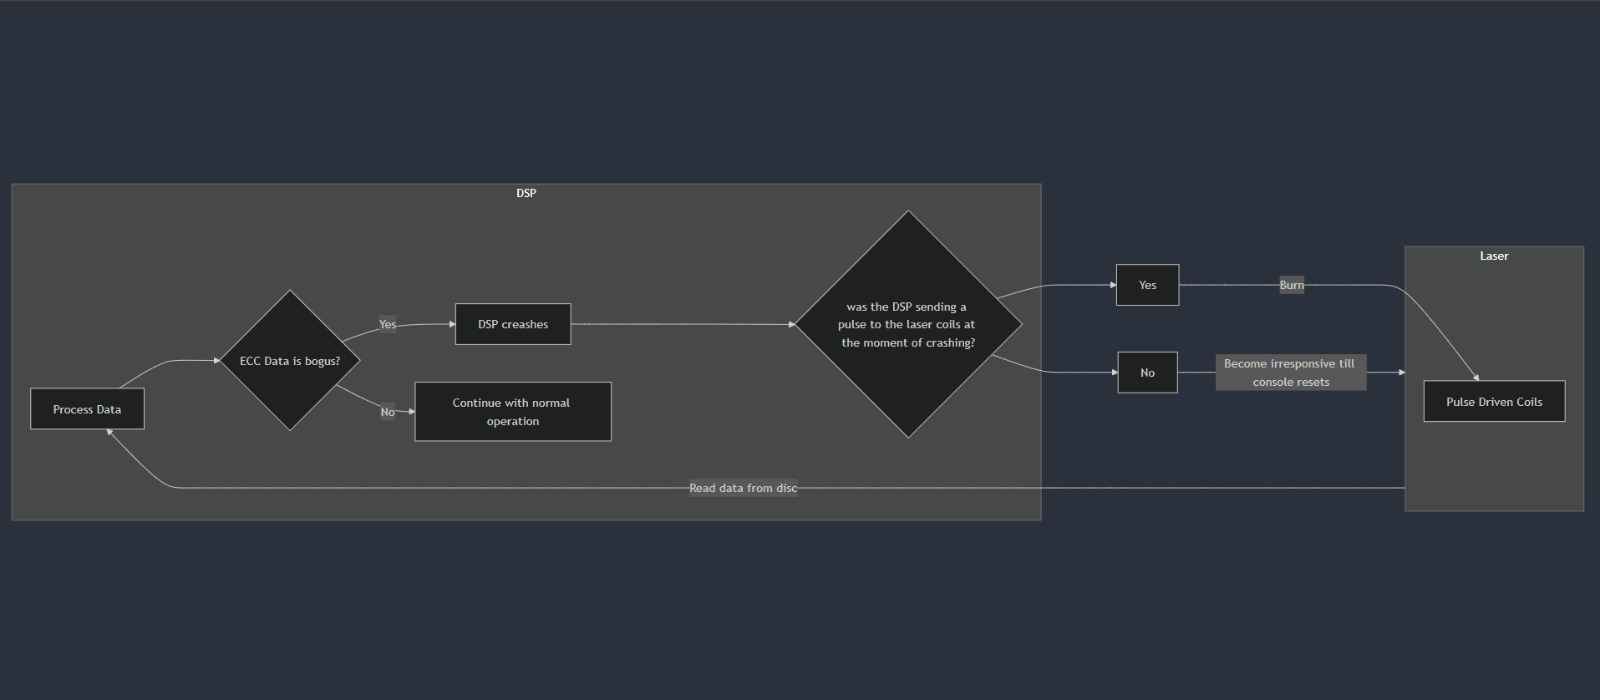 DSP
Laser
Process Data
ECC Data is bogus?
Yes
No
DSP creashes
Continue with normal
operation
was the DSP sending a
pulse to the laser coils at
the moment of crashing?
Yes
Burn
No
Become irresponsive till
console resets
Pulse Driven Coils
Read data from disc